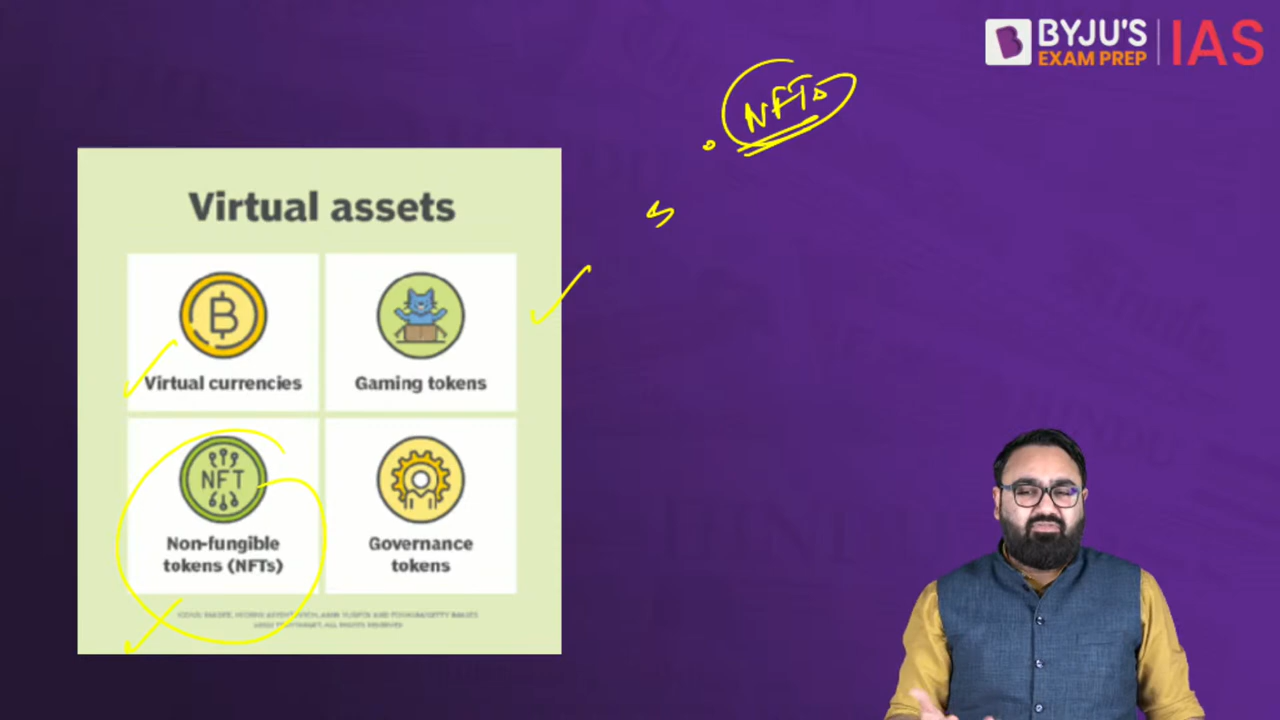 BYJU'S
EXAM PREP
IAS
NFTs
Virtual assets
Virtual currencies
Gaming tokens
NFT
Non-fungible
tokens (NFTs)
Governance
tokens